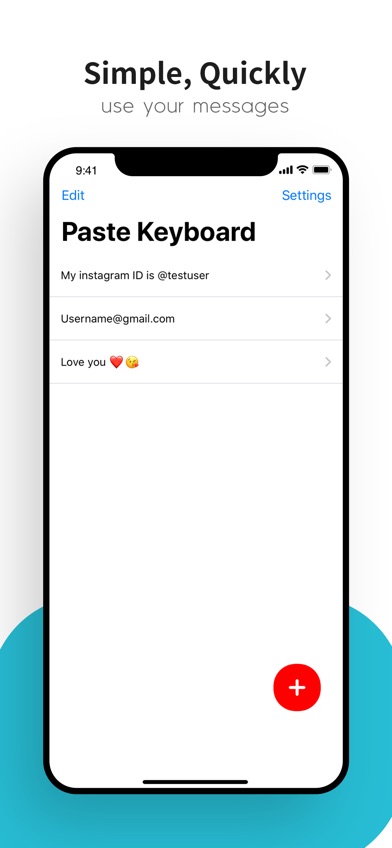 Simple, Quickly
use your messages
9:41
Edit Settings
Paste Keyboard
My instagram ID is @testuser
Username@gmail.com
Love you ❤️😘